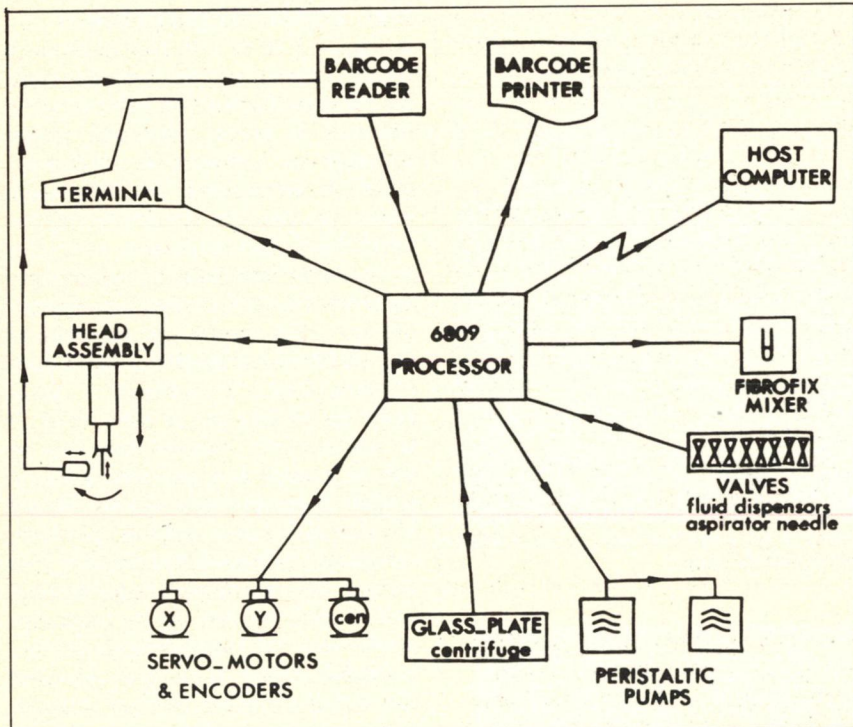 BARCODE
READER
BARCODE
PRINTER
TERMINAL
HOST
COMPUTER
HEAD
ASSEMBLY
6809
PROCESSOR
FIBROFIX
MIXER
VALVES
fluid dispensors
aspirator needle
X
Y
cen
SERVO_MOTORS
& ENCODERS
GLASS_PLATE
centrifuge
PERISTALTIC
PUMPS